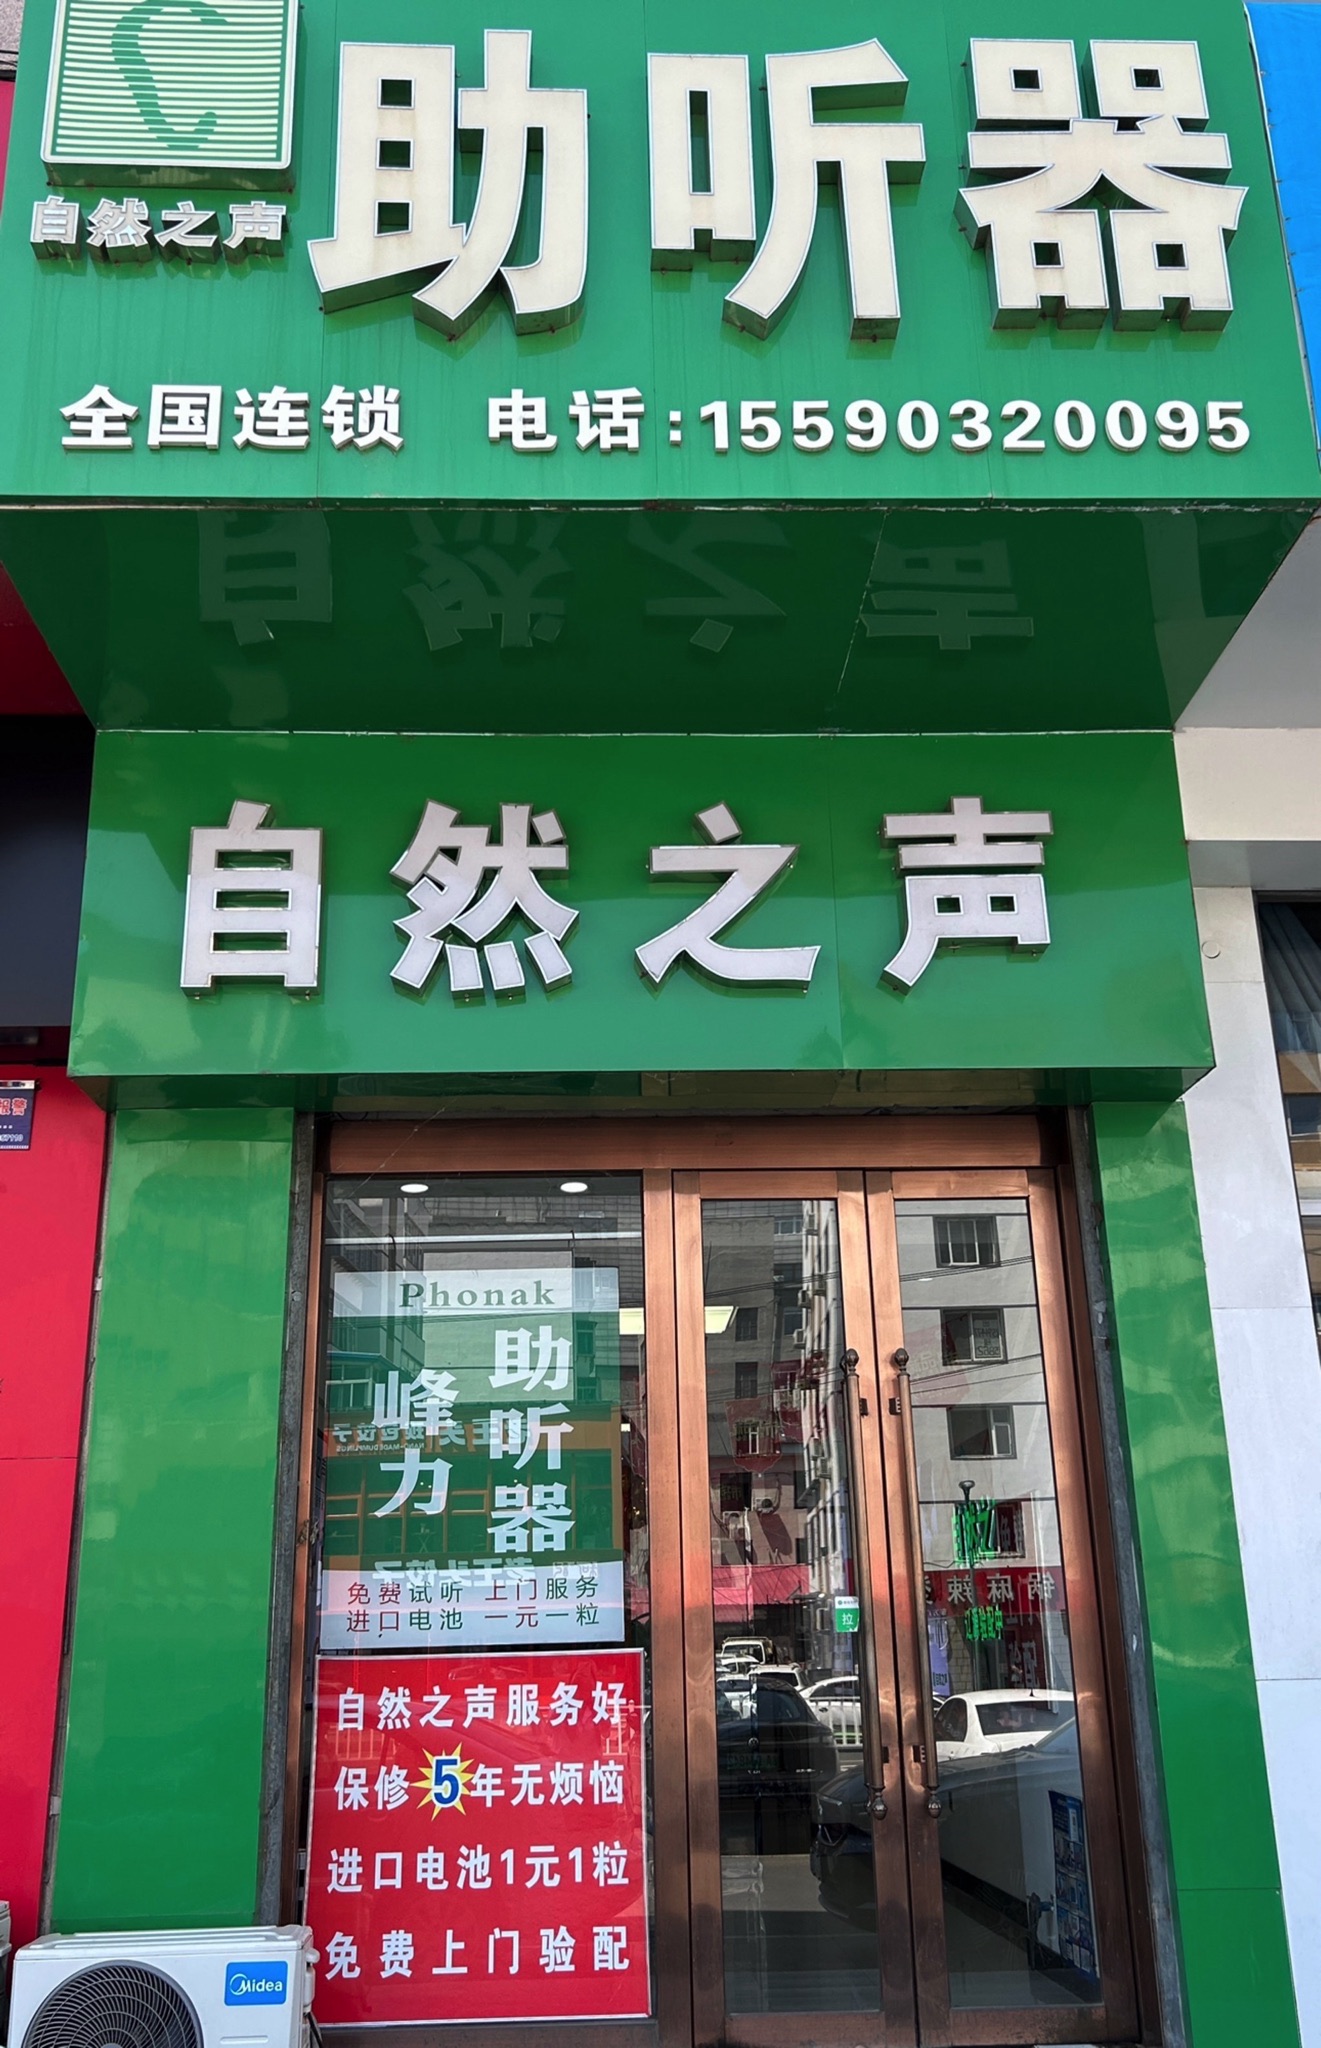 助听器
自然之声
全国连锁 电话:15590320095
自然之声
Phonak
峰力
助听器
免费试听 上门服务
进口电池 一元一粒
自然之声服务好
保修5年无烦恼
进口电池1元1粒
免费上门验配
拉
Midea